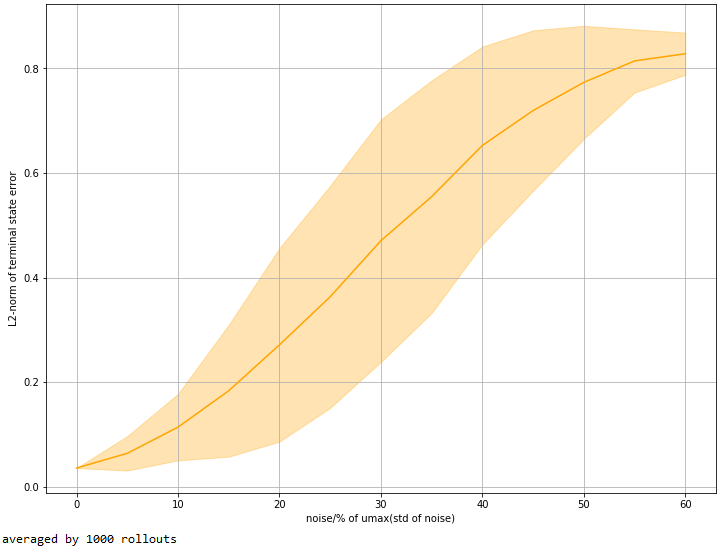 L2-norm of terminal state error
0.8
0.6
0.4
0.2
0.0
0 10 20 30 40 50 60
noise/% of umax(std of noise)
averaged by 1000 rollouts